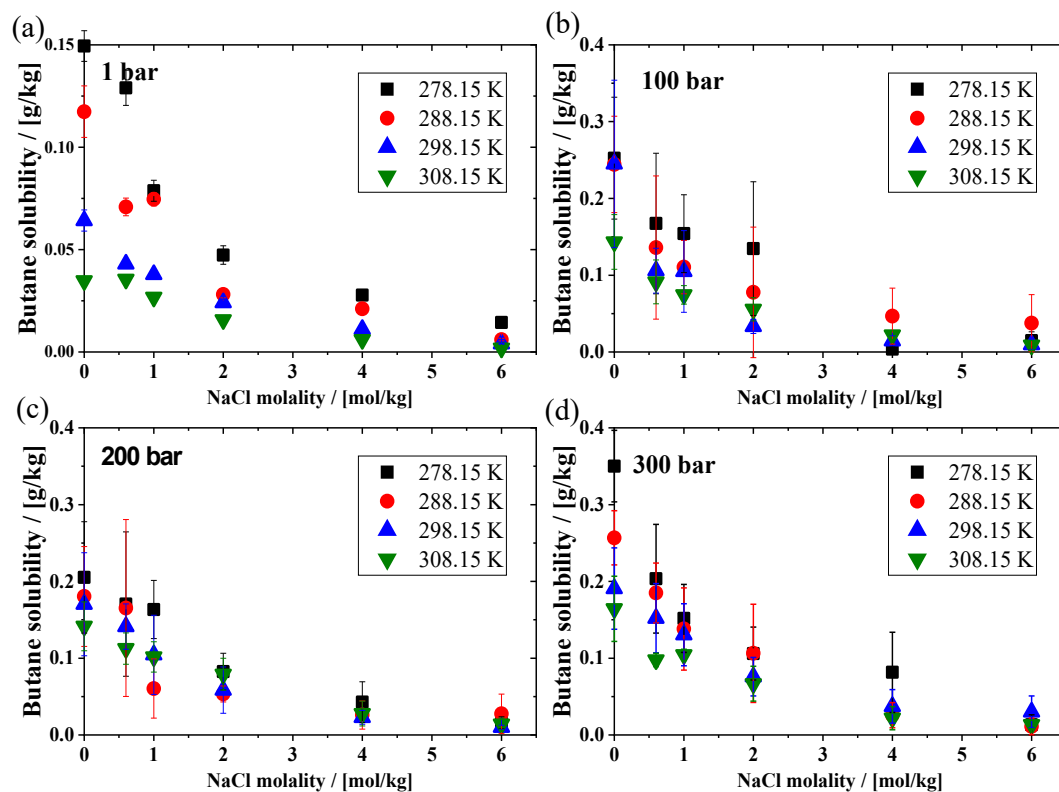 (a)
1 bar
278.15 K
288.15 K
298.15 K
308.15 K
Butane solubility / [g/kg]
0.15
0.10
0.05
0.00
0 1 2 3 4 5 6
NaCl molality / [mol/kg]
(b)
100 bar
278.15 K
288.15 K
298.15 K
308.15 K
Butane solubility / [g/kg]
0.4
0.3
0.2
0.1
0.0
0 1 2 3 4 5 6
NaCl molality / [mol/kg]
(c)
200 bar
278.15 K
288.15 K
298.15 K
308.15 K
Butane solubility / [g/kg]
0.4
0.3
0.2
0.1
0.0
0 1 2 3 4 5 6
NaCl molality / [mol/kg]
(d)
300 bar
278.15 K
288.15 K
298.15 K
308.15 K
Butane solubility / [g/kg]
0.4
0.3
0.2
0.1
0.0
0 1 2 3 4 5 6
NaCl molality / [mol/kg]